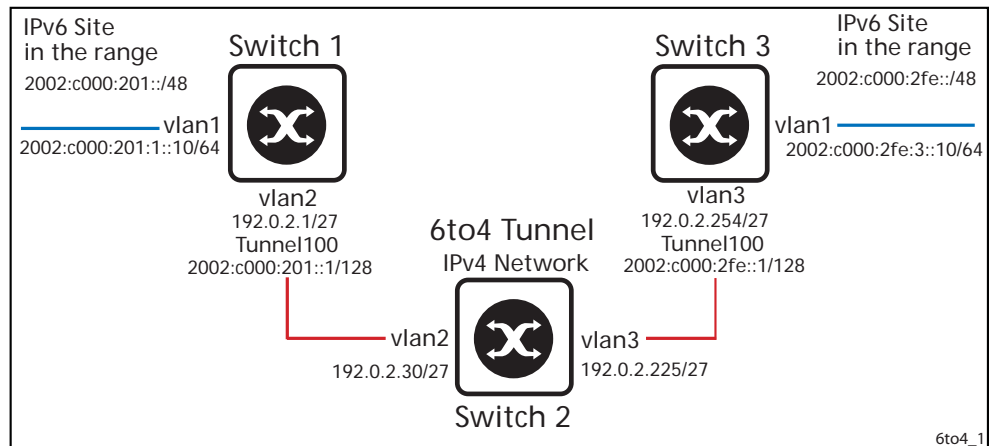 IPv6 Site
in the range
2002:c000:201::/48
Switch 1
vlan1
2002:c000:201:1::10/64
vlan2
192.0.2.1/27
Tunnel100
2002:c000:201::1/128
Switch 3
IPv6 Site
in the range
2002:c000:2fe::/48
vlan1
2002:c000:2fe:3::10/64
vlan3
192.0.2.254/27
Tunnel100
2002:c000:2fe::1/128
6to4 Tunnel
IPv4 Network
vlan2
192.0.2.30/27
vlan3
192.0.2.225/27
Switch 2
6to4_1